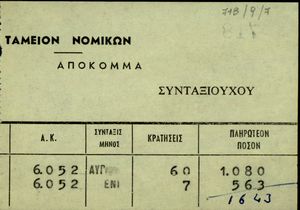 718/9/7
ΤΑΜΕΙΟΝ ΝΟΜΙΚΩΝ
ΑΠΟΚΟΜΜΑ
ΣΥΝΤΑΞΙΟΥΧΟΥ
Α.Κ. ΣΥΝΤΑΞΙΣ ΜΗΝΟΣ ΚΡΑΤΗΣΕΙΣ ΠΛΗΡΩΤΕΟΝ ΠΟΣΟΝ
6.052 ΑΥΓ 60 1.080
6.052 ΕΝΙ 7 563
1643